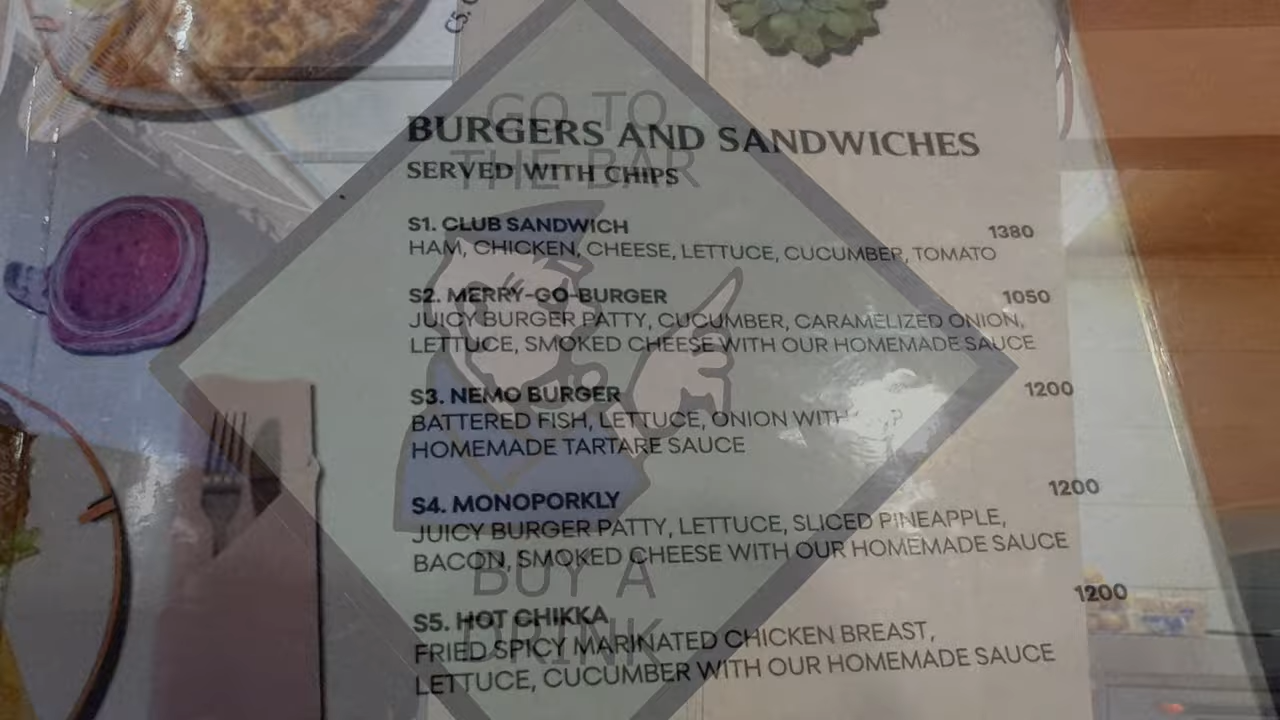 GO TO
THE BAR
BURGERS AND SANDWICHES
SERVED WITH CHIPS
S1. CLUB SANDWICH 1380
HAM, CHICKEN, CHEESE, LETTUCE, CUCUMBER, TOMATO
S2. MERRY-GO-BURGER 1050
JUICY BURGER PATTY, CUCUMBER, CARAMELIZED ONION,
LETTUCE, SMOKED CHEESE WITH OUR HOMEMADE SAUCE
S3. NEMO BURGER 1200
BATTERED FISH, LETTUCE, ONION WITH
HOMEMADE TARTARE SAUCE
S4. MONOPORKLY 1200
JUICY BURGER PATTY, LETTUCE, SLICED PINEAPPLE,
BACON, SMOKED CHEESE WITH OUR HOMEMADE SAUCE
BUY A
DRINK
S5. HOT CHIKKA 1200
FRIED SPICY MARINATED CHICKEN BREAST,
LETTUCE, CUCUMBER WITH OUR HOMEMADE SAUCE